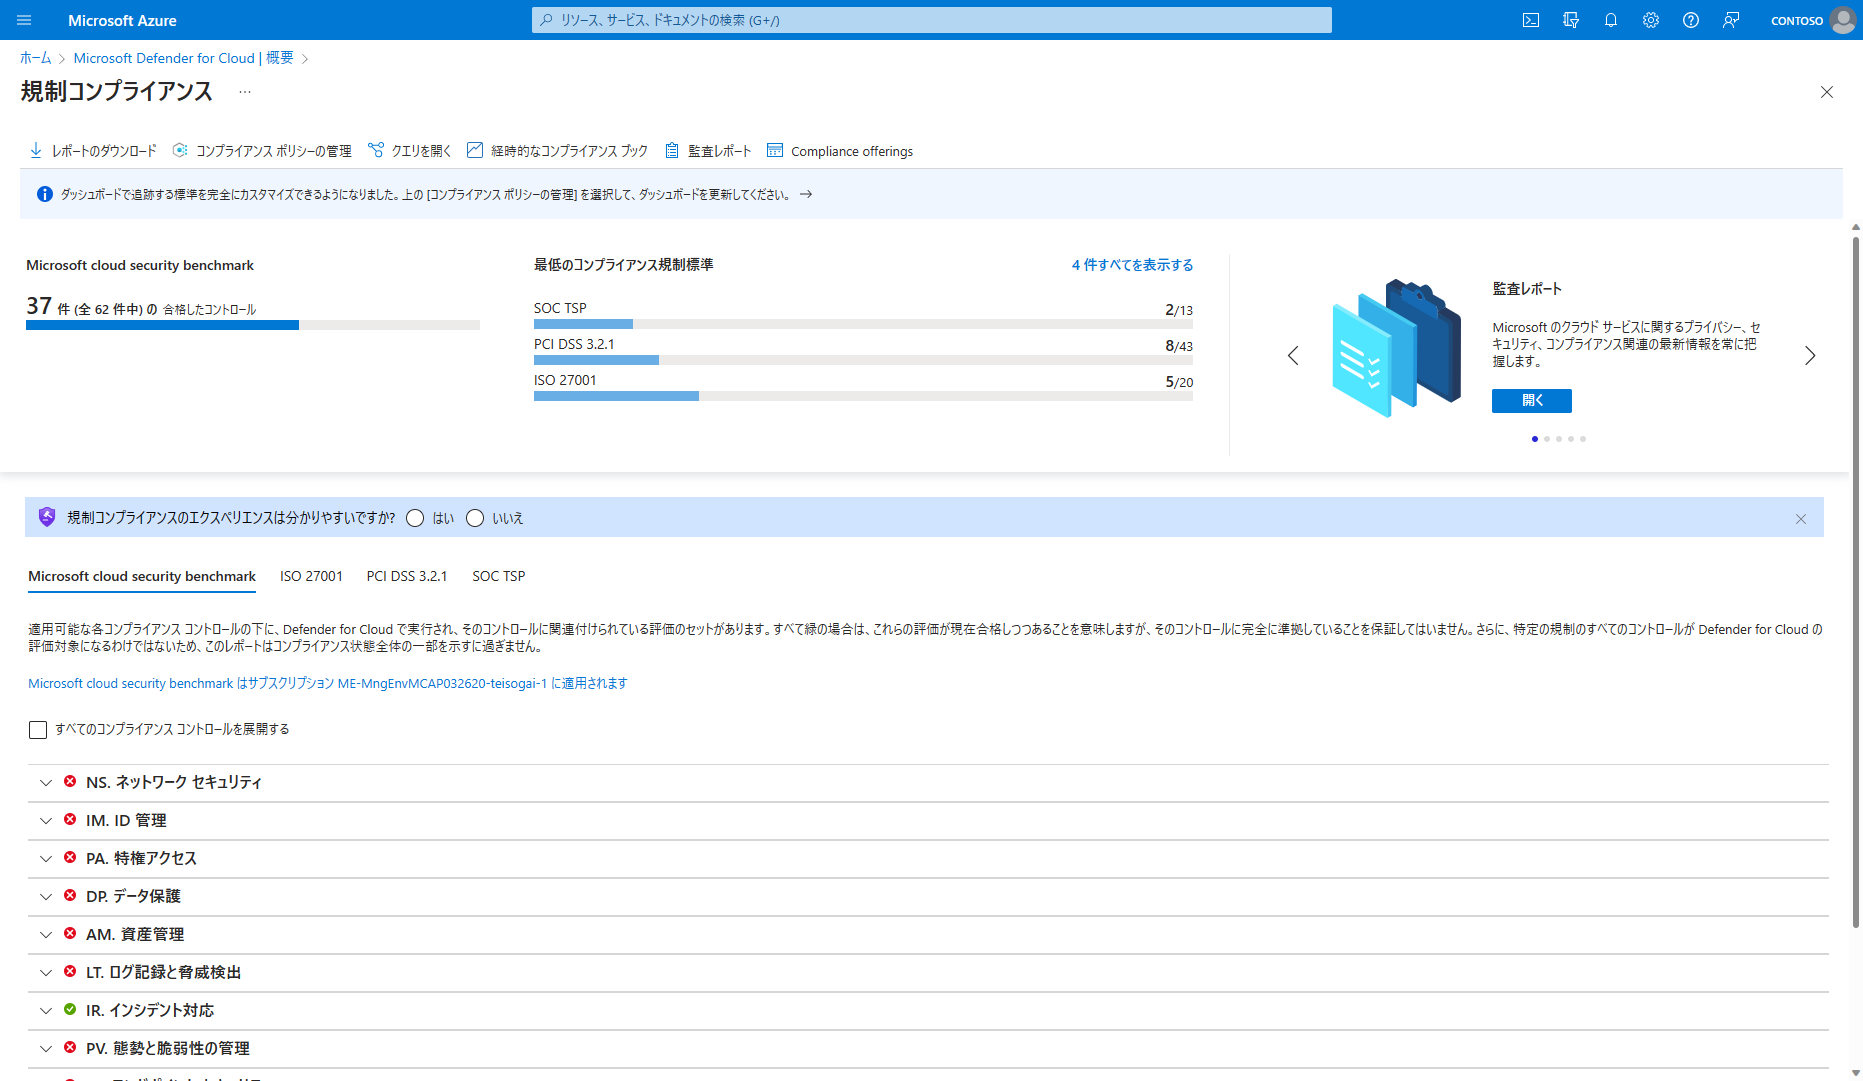 Microsoft Azure
リソース、サービス、ドキュメントの検索 (G+/)
CONTOSO
ホーム
Microsoft Defender for Cloud | 概要
規制コンプライアンス
レポートのダウンロード
コンプライアンス ポリシーの管理
クエリを開く
経時的なコンプライアンス ブック
監査レポート
Compliance offerings
ダッシュボードで追跡する標準を完全にカスタマイズできるようになりました。上の [コンプライアンス ポリシーの管理] を選択して、ダッシュボードを更新してください。 →
Microsoft cloud security benchmark
37 件 (全 62 件中) の 合格したコントロール
最低のコンプライアンス規制標準
4 件すべてを表示する
SOC TSP
2/13
PCI DSS 3.2.1
8/43
ISO 27001
5/20
監査レポート
Microsoft のクラウド サービスに関するプライバシー、セ
キュリティ、コンプライアンス関連の最新情報を常に把
握します。
開く
規制コンプライアンスのエクスペリエンスは分かりやすいですか?
はい
いいえ
Microsoft cloud security benchmark
ISO 27001
PCI DSS 3.2.1
SOC TSP
適用可能な各コンプライアンス コントロールの下に、Defender for Cloud で実行され、そのコントロールに関連付けられている評価のセットがあります。すべて緑の場合は、これらの評価が現在合格しつつあることを意味しますが、そのコントロールに完全に準拠していることを保証してはいません。さらに、特定の規制のすべてのコントロールが Defender for Cloud の
評価対象になるわけではないため、このレポートはコンプライアンス状態全体の一部を示すに過ぎません。
Microsoft cloud security benchmark はサブスクリプション ME-MngEnvMCAP032620-teisogai-1 に適用されます
すべてのコンプライアンス コントロールを展開する
NS. ネットワーク セキュリティ
IM. ID 管理
PA. 特権アクセス
DP. データ保護
AM. 資産管理
LT. ログ記録と脅威検出
IR. インシデント対応
PV. 態勢と脆弱性の管理